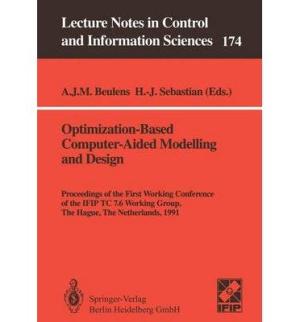 Lecture Notes in Control
and Information Sciences 174
A.J.M. Beulens H.-J. Sebastian (Eds.)
Optimization-Based
Computer-Aided Modelling
and Design
Proceedings of the First Working Conference
of the IFIP TC 7.6 Working Group,
The Hague, The Netherlands, 1991
Springer-Verlag
Berlin Heidelberg GmbH
IFIP